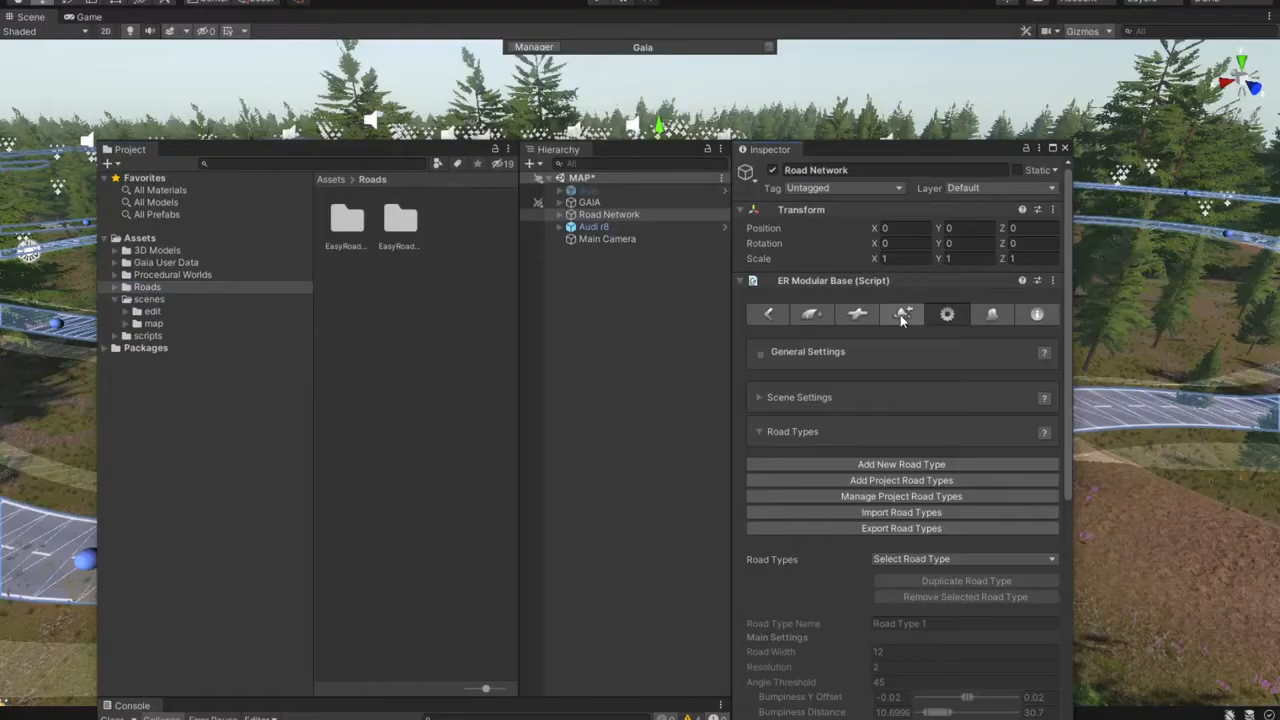 Scene Game
Shaded 2D 0 Gizmos All
Manager Gaia
Project
19
Favorites
All Materials
All Models
All Prefabs
Assets
3D Models
Gaia User Data
Procedural Worlds
Roads
scenes
edit
map
scripts
Packages
Assets > Roads
EasyRoad... EasyRoad...
Hierarchy
All
MAP*
GAIA
Road Network
Audi r8
Main Camera
Inspector
Road Network Static
Tag Untagged Layer Default
Transform
Position X 0 Y 0 Z 0
Rotation X 0 Y 0 Z 0
Scale X 1 Y 1 Z 1
ER Modular Base (Script)
General Settings ?
Scene Settings ?
Road Types ?
Add New Road Type
Add Project Road Types
Manage Project Road Types
Import Road Types
Export Road Types
Road Types Select Road Type
Duplicate Road Type
Remove Selected Road Type
Road Type Name Road Type 1
Main Settings
Road Width 12
Resolution 2
Angle Threshold 45
Bumpiness Y Offset -0.02 0.02
Bumpiness Distance 10.6999 30.7
Console